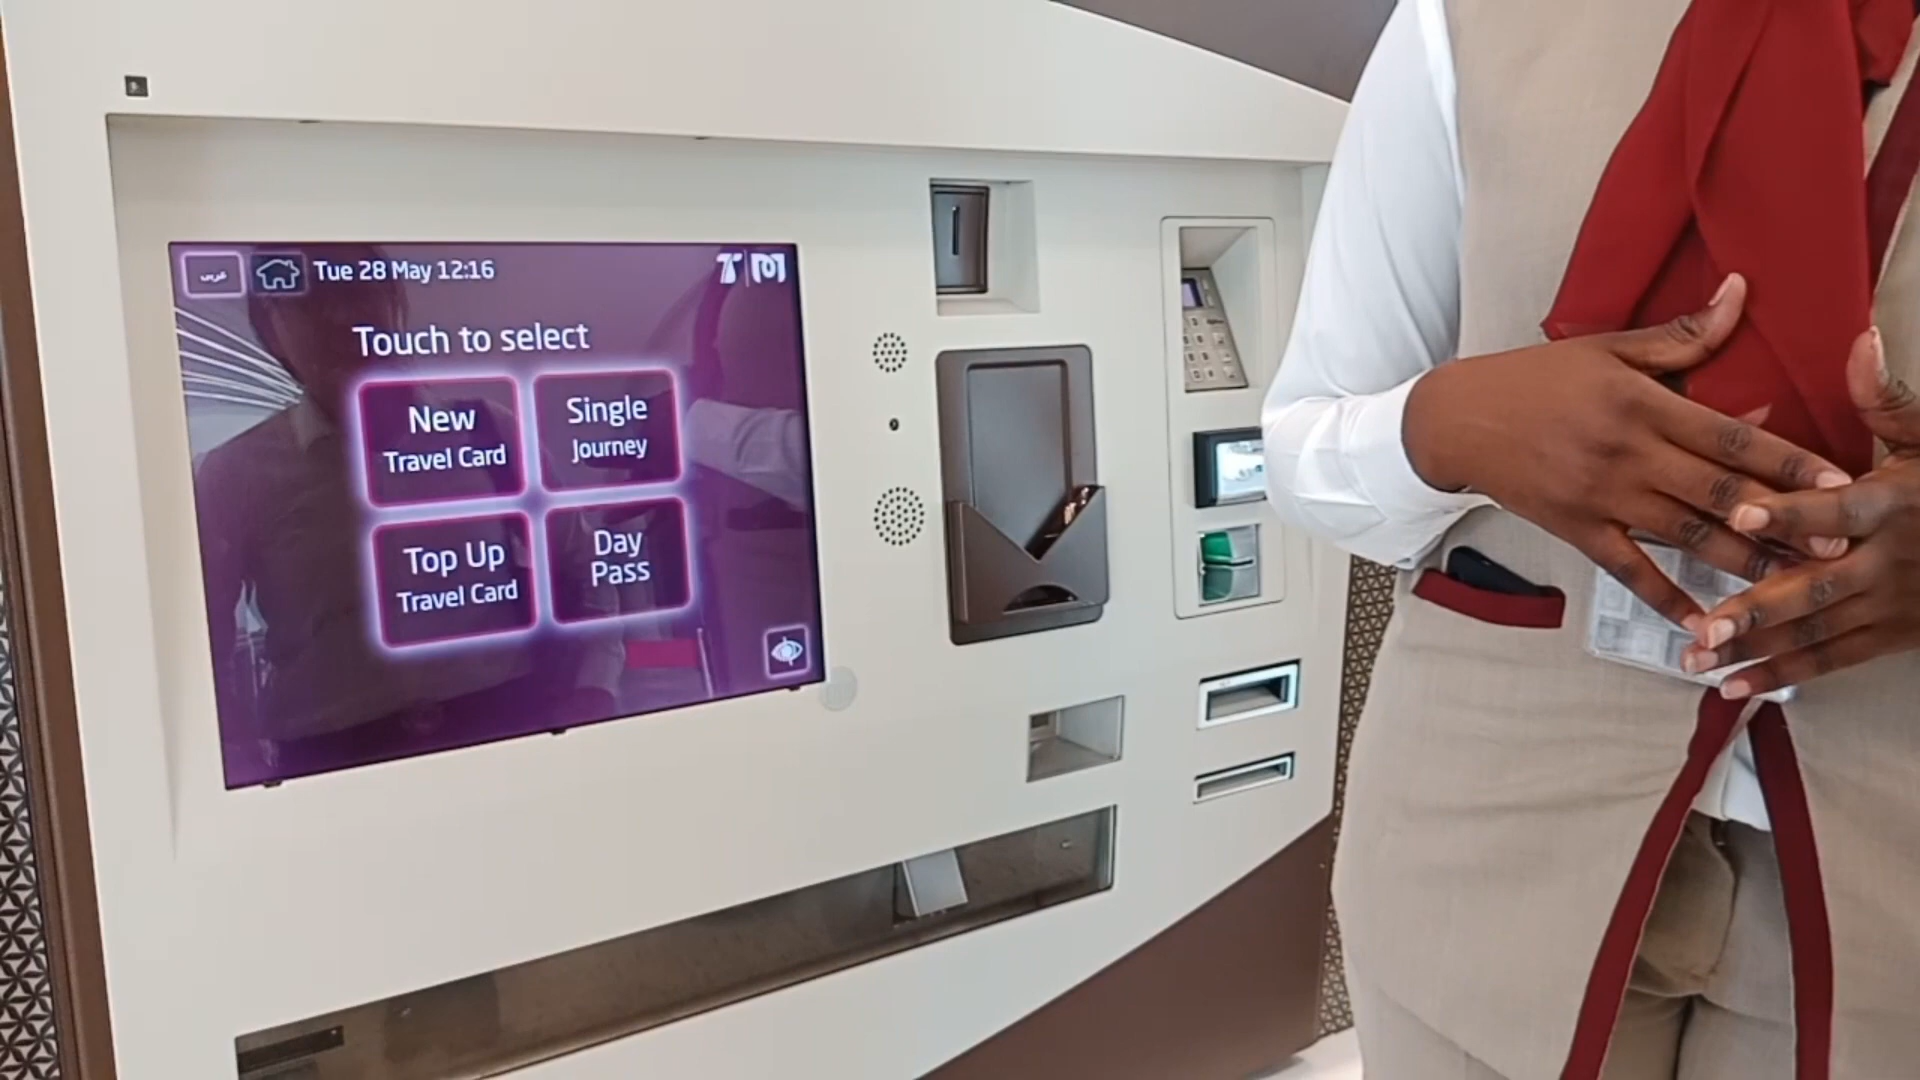 عربي
Tue 28 May 12:16
Touch to select
New
Travel Card
Single
Journey
Top Up
Travel Card
Day
Pass